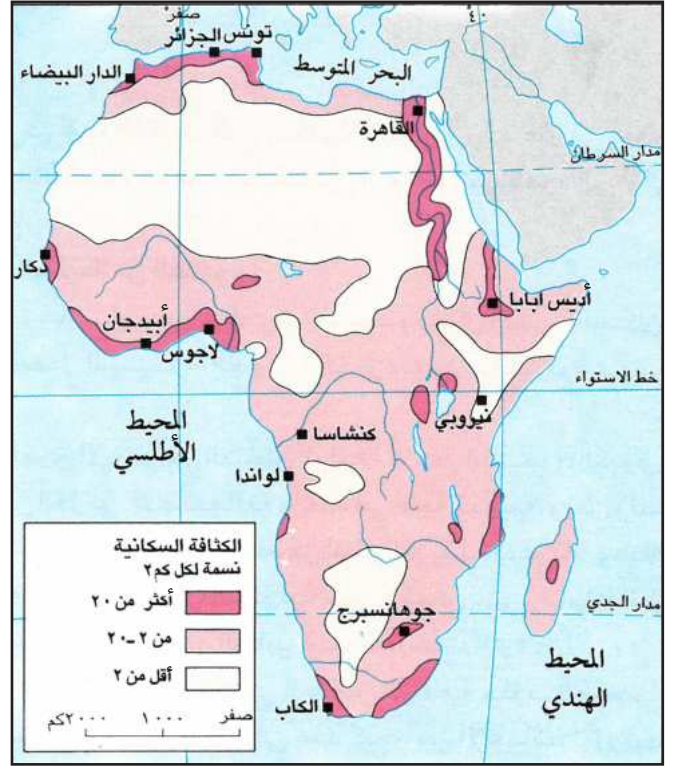 صفر°
٤٠°
تونس
الجزائر
الدار البيضاء
البحر المتوسط
القاهرة
مدار السرطان
دكار
أديس أبابا
أبيدجان
لاجوس
خط الاستواء
نيروبي
المحيط
الأطلسي
كنشاسا
لواندا
الكثافة السكانية
نسمة لكل كم٢
أكثر من ٢٠
من ٢ - ٢٠
أقل من ٢
صفر ١٠٠٠ ٢٠٠٠كم
مدار الجدي
جوهانسبرج
المحيط
الهندي
الكاب